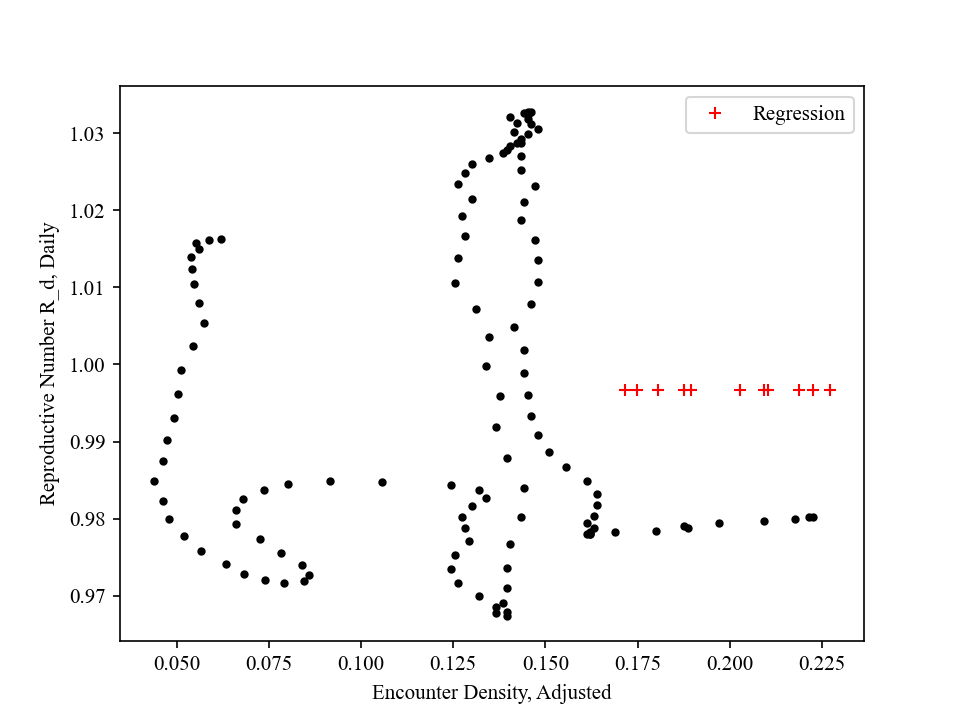 Regression
1.03
1.02
1.01
1.00
0.99
0.98
0.97
Reproductive Number R_d, Daily
0.050 0.075 0.100 0.125 0.150 0.175 0.200 0.225
Encounter Density, Adjusted